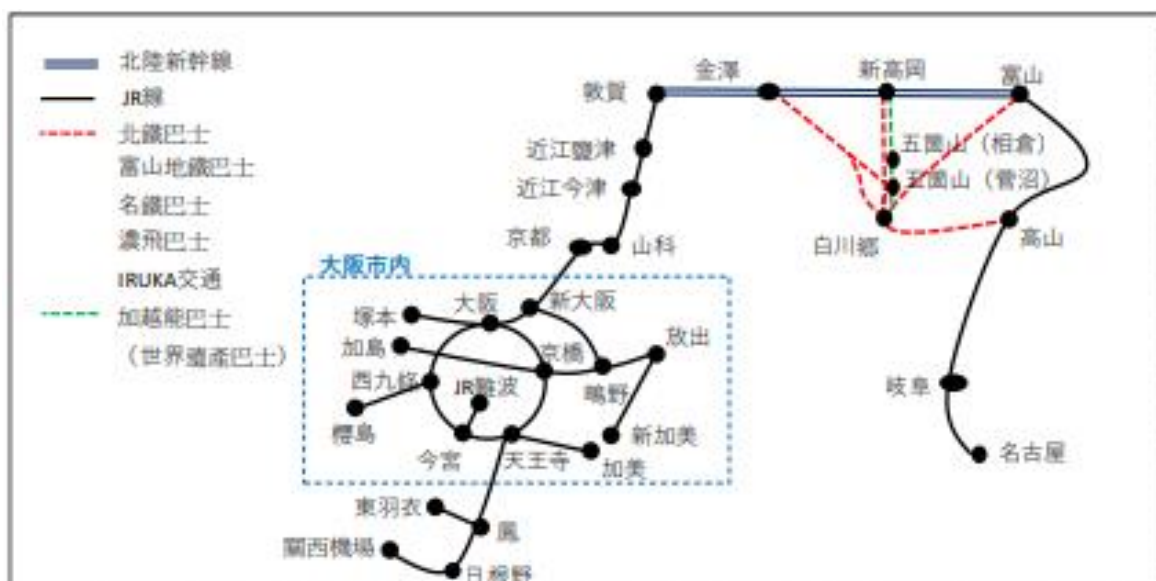 北陸新幹線
JR線
北鐵巴士
富山地鐵巴士
名鐵巴士
濃飛巴士
IRUKA交通
加越能巴士
（世界遺產巴士）
金澤
新高岡
富山
敦賀
近江鹽津
五箇山（相倉）
近江今津
五箇山（菅沼）
京都
山科
白川鄉
高山
大阪市内
大阪
新大阪
塚本
加島
京橋
放出
西九條
JR難波
鴫野
岐阜
櫻島
今宮
天王寺
新加美
加美
名古屋
東羽衣
鳳
關西機場
日根野